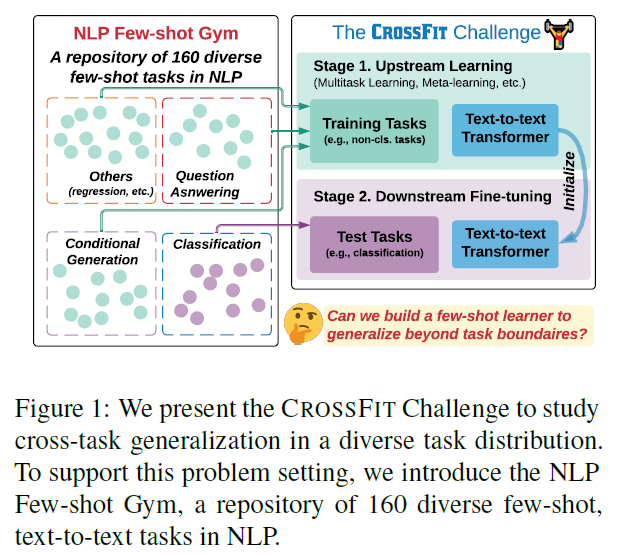 NLP Few-shot Gym
A repository of 160 diverse
few-shot tasks in NLP
Others
(regression, etc.)
Question
Asnwering
Conditional
Generation
Classification
The CROSSFIT Challenge
Stage 1. Upstream Learning
(Multitask Learning, Meta-learning, etc.)
Training Tasks
(e.g., non-cls. tasks)
Text-to-text
Transformer
Initialize
Stage 2. Downstream Fine-tuning
Test Tasks
(e.g., classification)
Text-to-text
Transformer
Can we build a few-shot learner to
generalize beyond task boundaires?
Figure 1: We present the CROSSFIT Challenge to study
cross-task generalization in a diverse task distribution.
To support this problem setting, we introduce the NLP
Few-shot Gym, a repository of 160 diverse few-shot,
text-to-text tasks in NLP.